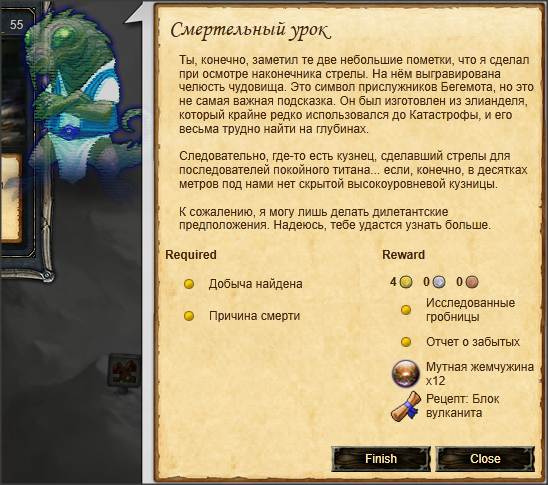 55
Смертельный урок
Ты, конечно, заметил те две небольшие пометки, что я сделал
при осмотре наконечника стрелы. На нём выгравирована
челюсть чудовища. Это символ прислужников Бегемота, но это
не самая важная подсказка. Он был изготовлен из элианделя,
который крайне редко использовался до Катастрофы, и его
весьма трудно найти на глубинах.
Следовательно, где-то есть кузнец, сделавший стрелы для
последователей покойного титана... если, конечно, в десятках
метров под нами нет скрытой высокоуровневой кузницы.
К сожалению, я могу лишь делать дилетантские
предположения. Надеюсь, тебе удастся узнать больше.
Required
Добыча найдена
Причина смерти
Reward
4 0 0
Исследованные
гробницы
Отчет о забытых
Мутная жемчужина
x12
Рецепт: Блок
вулканита
Finish
Close